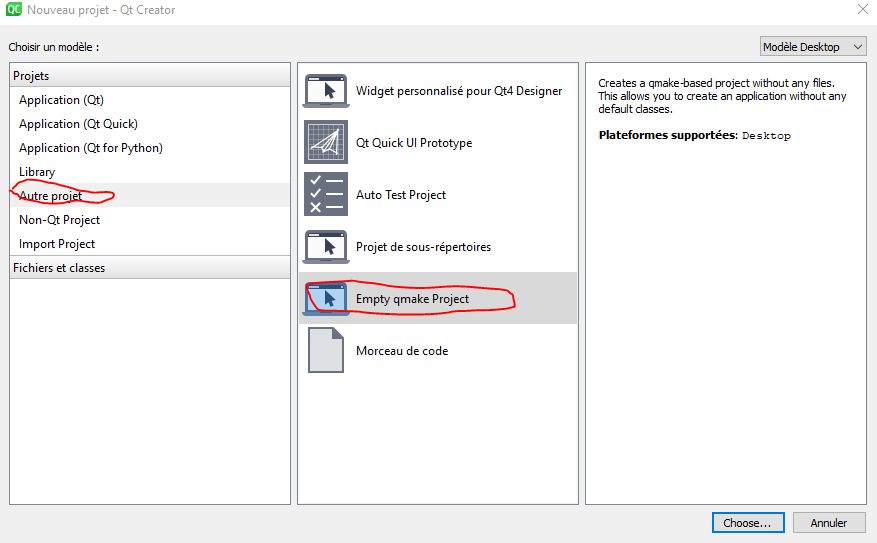 QC Nouveau projet - Qt Creator
Choisir un modèle :
Modèle Desktop
Projets
Application (Qt)
Application (Qt Quick)
Application (Qt for Python)
Library
Autre projet
Non-Qt Project
Import Project
Fichiers et classes
Widget personnalisé pour Qt4 Designer
Qt Quick UI Prototype
Auto Test Project
Projet de sous-répertoires
Empty qmake Project
Morceau de code
Creates a qmake-based project without any files.
This allows you to create an application without any
default classes.
Plateformes supportées: Desktop
Choose...
Annuler